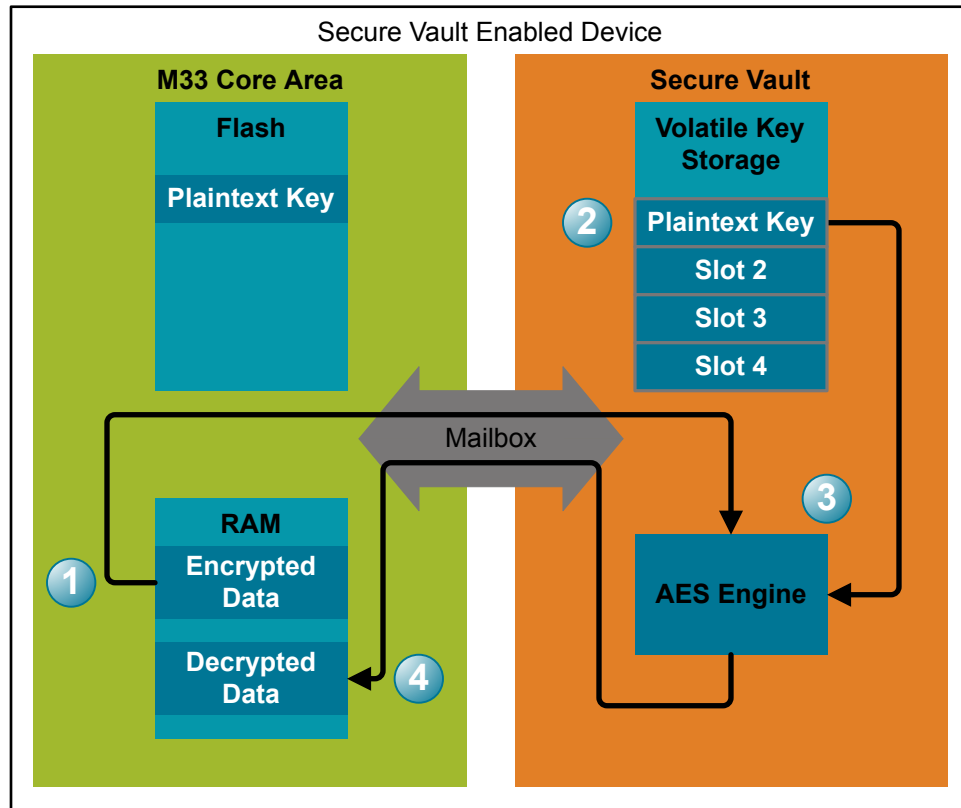 Secure Vault Enabled Device
M33 Core Area
Flash
Plaintext Key
RAM
1
Encrypted
Data
Decrypted
Data
4
Mailbox
Secure Vault
Volatile Key
Storage
2
Plaintext Key
Slot 2
Slot 3
Slot 4
3
AES Engine